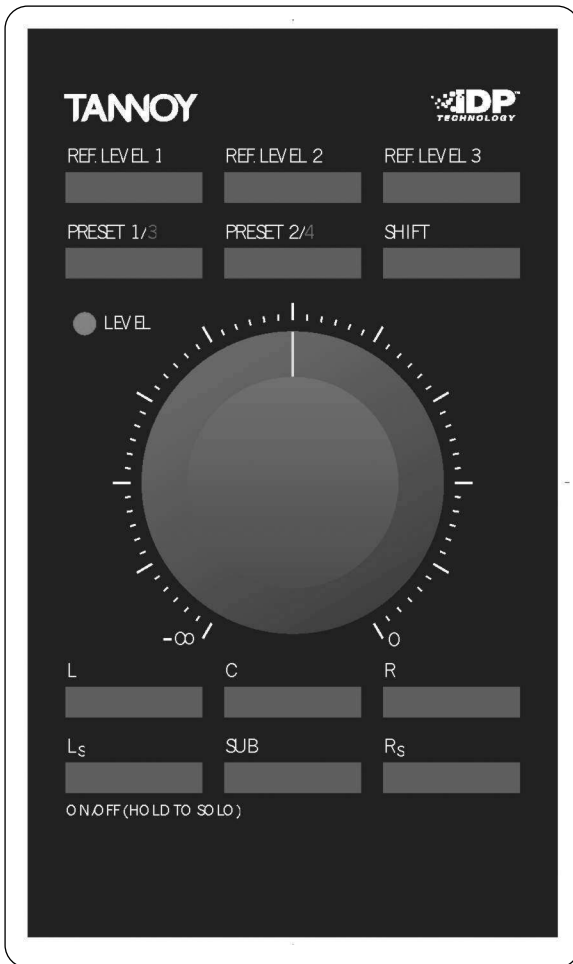 TANNOY iDP™
TECHNOLOGY
REF. LEVEL 1 REF. LEVEL 2 REF. LEVEL 3
PRESET 1/3 PRESET 2/4 SHIFT
LEVEL
-∞ 0
L C R
Ls SUB Rs
ON/OFF (HOLD TO SOLO)